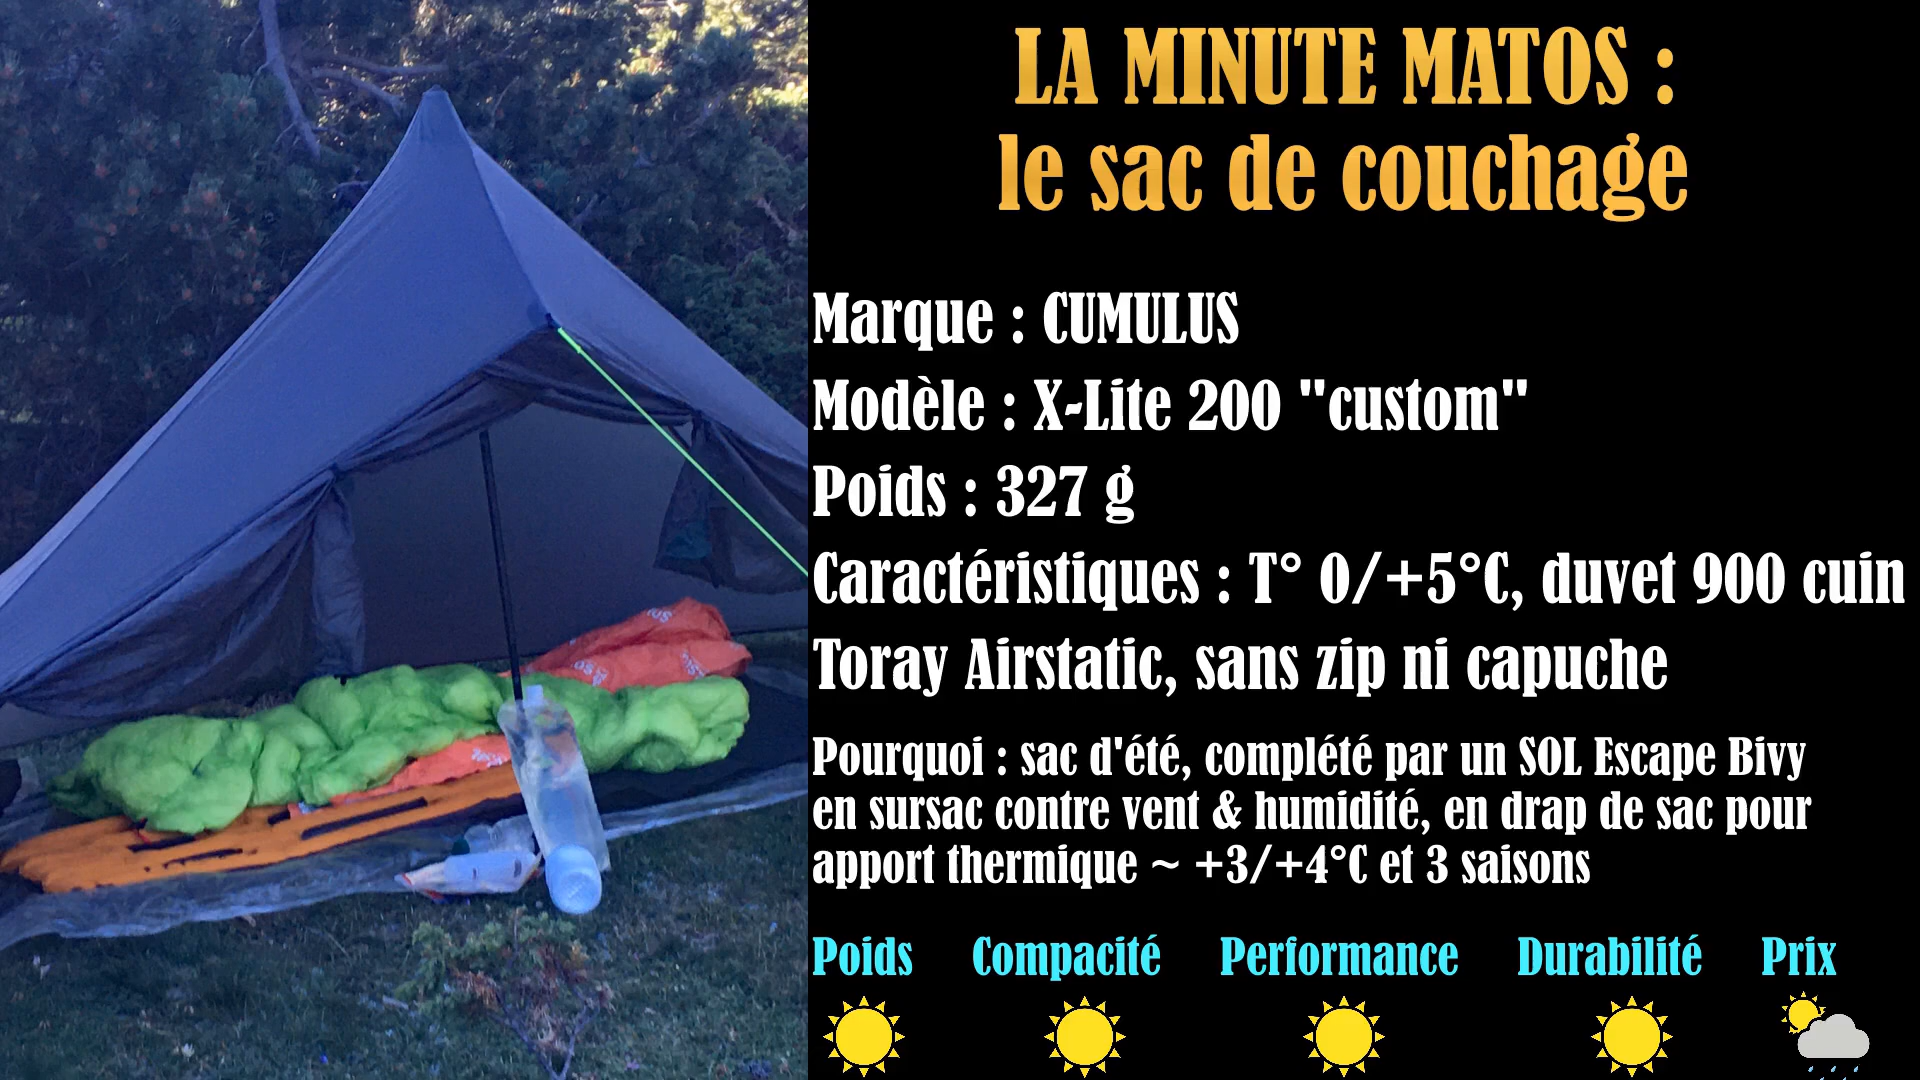 LA MINUTE MATOS :
le sac de couchage
Marque : CUMULUS
Modèle : X-Lite 200 "custom"
Poids : 327 g
Caractéristiques : T° 0/+5°C, duvet 900 cuin
Toray Airstatic, sans zip ni capuche
Pourquoi : sac d'été, complété par un SOL Escape Bivy
en sursac contre vent & humidité, en drap de sac pour
apport thermique ~ +3/+4°C et 3 saisons
Poids Compacité Performance Durabilité Prix